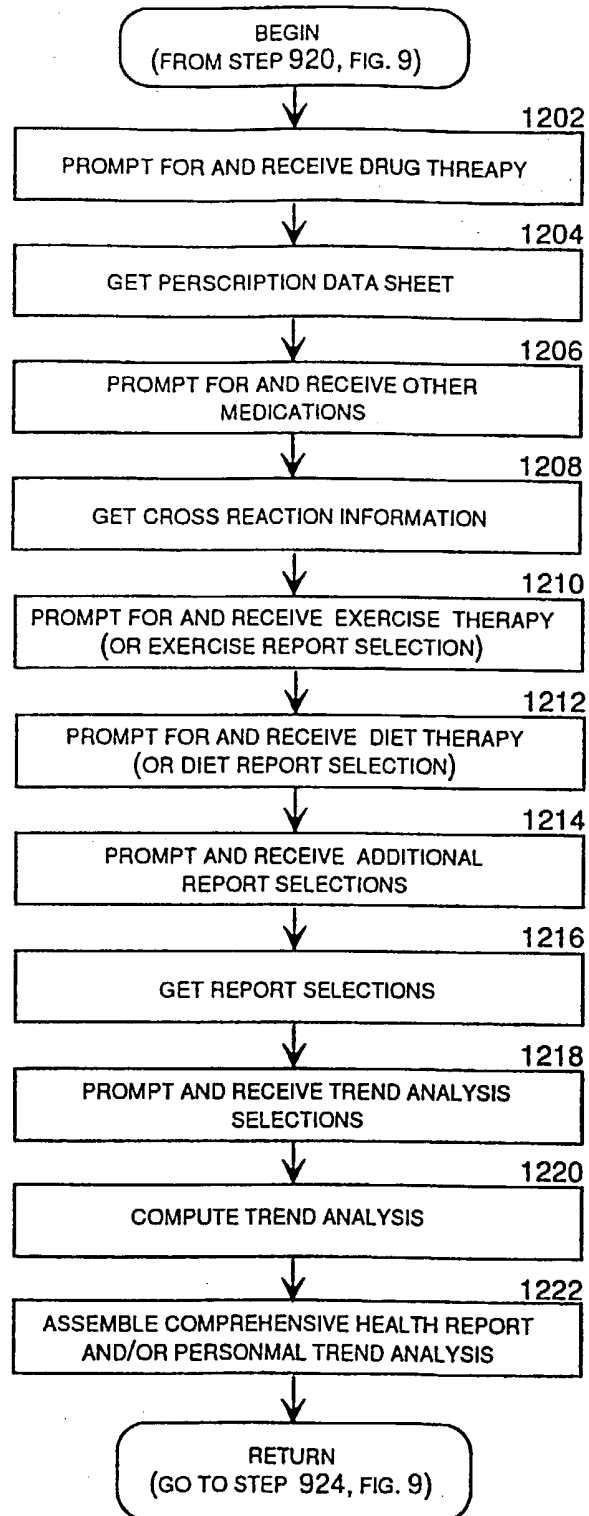 BEGIN
(FROM STEP 920, FIG. 9)
1202
PROMPT FOR AND RECEIVE DRUG THREAPY
1204
GET PERSCRIPTION DATA SHEET
1206
PROMPT FOR AND RECEIVE OTHER
MEDICATIONS
1208
GET CROSS REACTION INFORMATION
1210
PROMPT FOR AND RECEIVE EXERCISE THERAPY
(OR EXERCISE REPORT SELECTION)
1212
PROMPT FOR AND RECEIVE DIET THERAPY
(OR DIET REPORT SELECTION)
1214
PROMPT AND RECEIVE ADDITIONAL
REPORT SELECTIONS
1216
GET REPORT SELECTIONS
1218
PROMPT AND RECEIVE TREND ANALYSIS
SELECTIONS
1220
COMPUTE TREND ANALYSIS
1222
ASSEMBLE COMPREHENSIVE HEALTH REPORT
AND/OR PERSONMAL TREND ANALYSIS
RETURN
(GO TO STEP 924, FIG. 9)